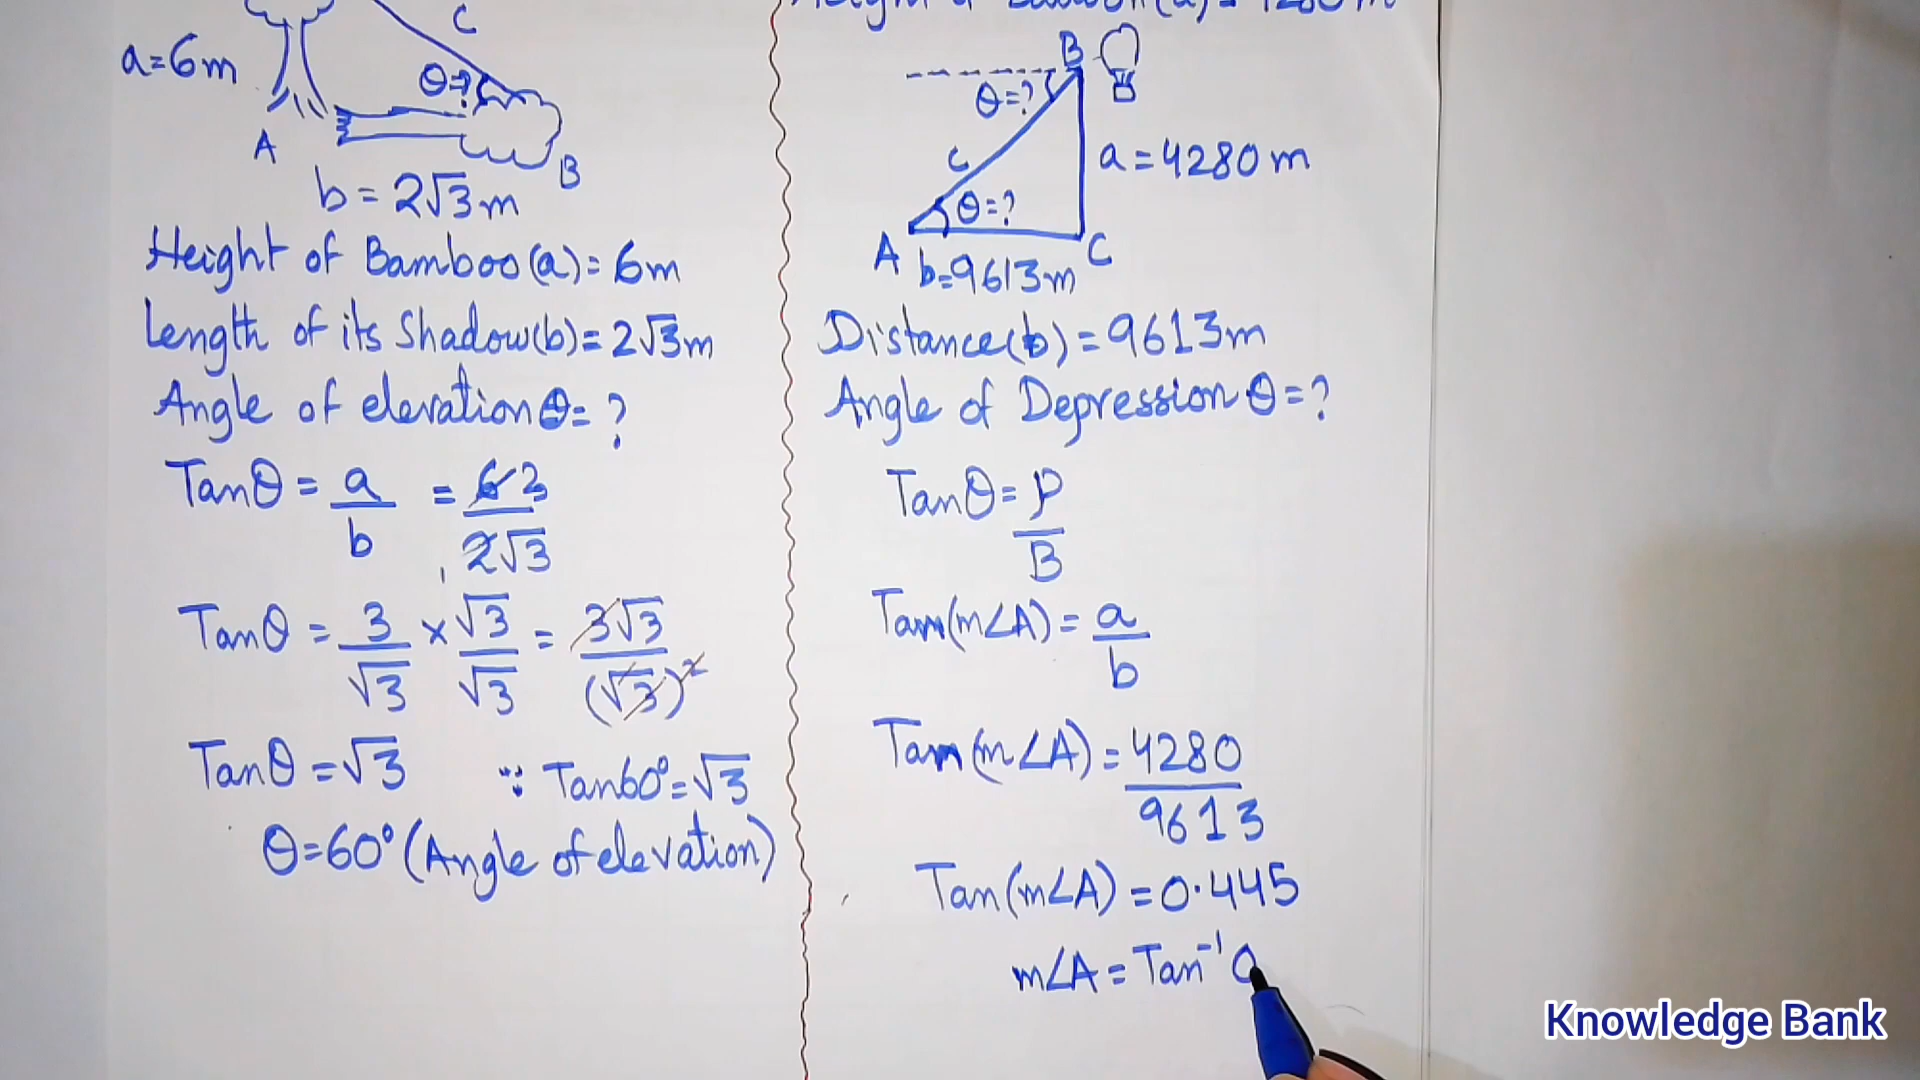 C
a=6m
θ=?
A
B
b = 2√3m
Height of Bamboo(a)= 6m
Length of its Shadow(b)= 2√3m
Angle of elevation θ= ?
Tanθ = a/b = 6 3/2√3
1
Tanθ = 3/√3 × √3/√3 = 3√3/(√3)²
Tanθ = √3 ∵ Tan60°=√3
θ=60° (Angle of elevation)
(a)= 4280 m
B
θ=?
C
a = 4280 m
θ=?
A
C
b=9613m
Distance(b) = 9613m
Angle of Depression θ=?
Tanθ = P/B
Tan(m∠A) = a/b
Tan(m∠A) = 4280/9613
Tan(m∠A) = 0.445
m∠A = Tan⁻¹ 0
Knowledge Bank